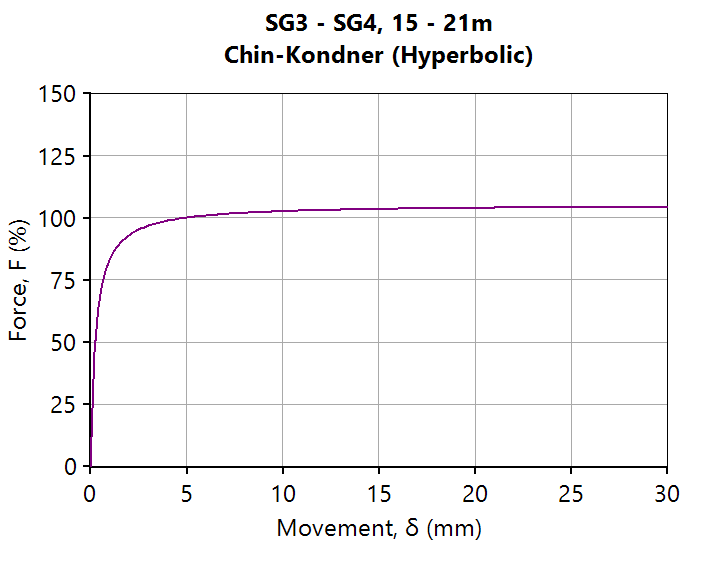 SG3 - SG4, 15 - 21m
Chin-Kondner (Hyperbolic)
150
125
100
75
50
25
0
Force, F (%)
0 5 10 15 20 25 30
Movement, δ (mm)